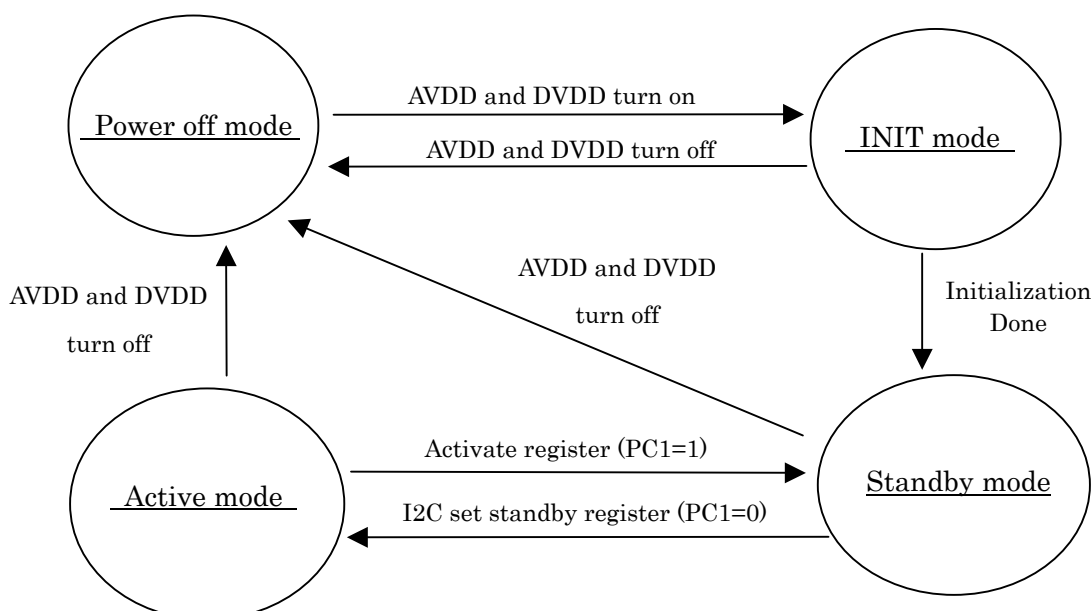 Power off mode
AVDD and DVDD turn on
AVDD and DVDD turn off
INIT mode
AVDD and DVDD
turn off
AVDD and DVDD
turn off
Initialization
Done
Active mode
Activate register (PC1=1)
I2C set standby register (PC1=0)
Standby mode